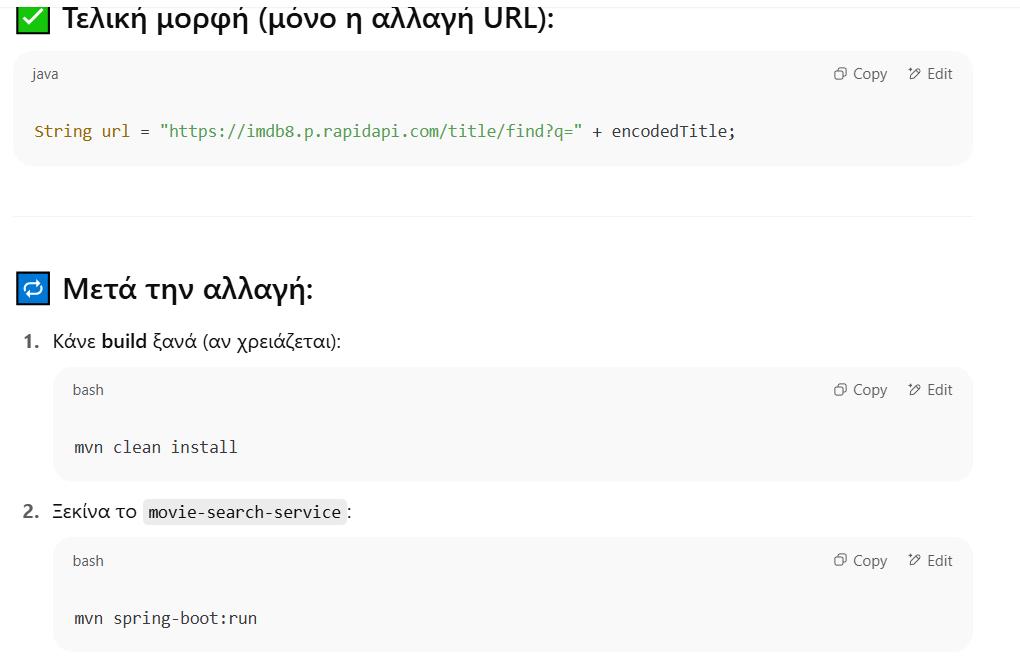 Τελική μορφή (μόνο η αλλαγή URL):
java
Copy
Edit
String url = "https://imdb8.p.rapidapi.com/title/find?q=" + encodedTitle;
Μετά την αλλαγή:
1. Κάνε build ξανά (αν χρειάζεται):
bash
Copy
Edit
mvn clean install
2. Ξεκίνα το movie-search-service:
bash
Copy
Edit
mvn spring-boot:run